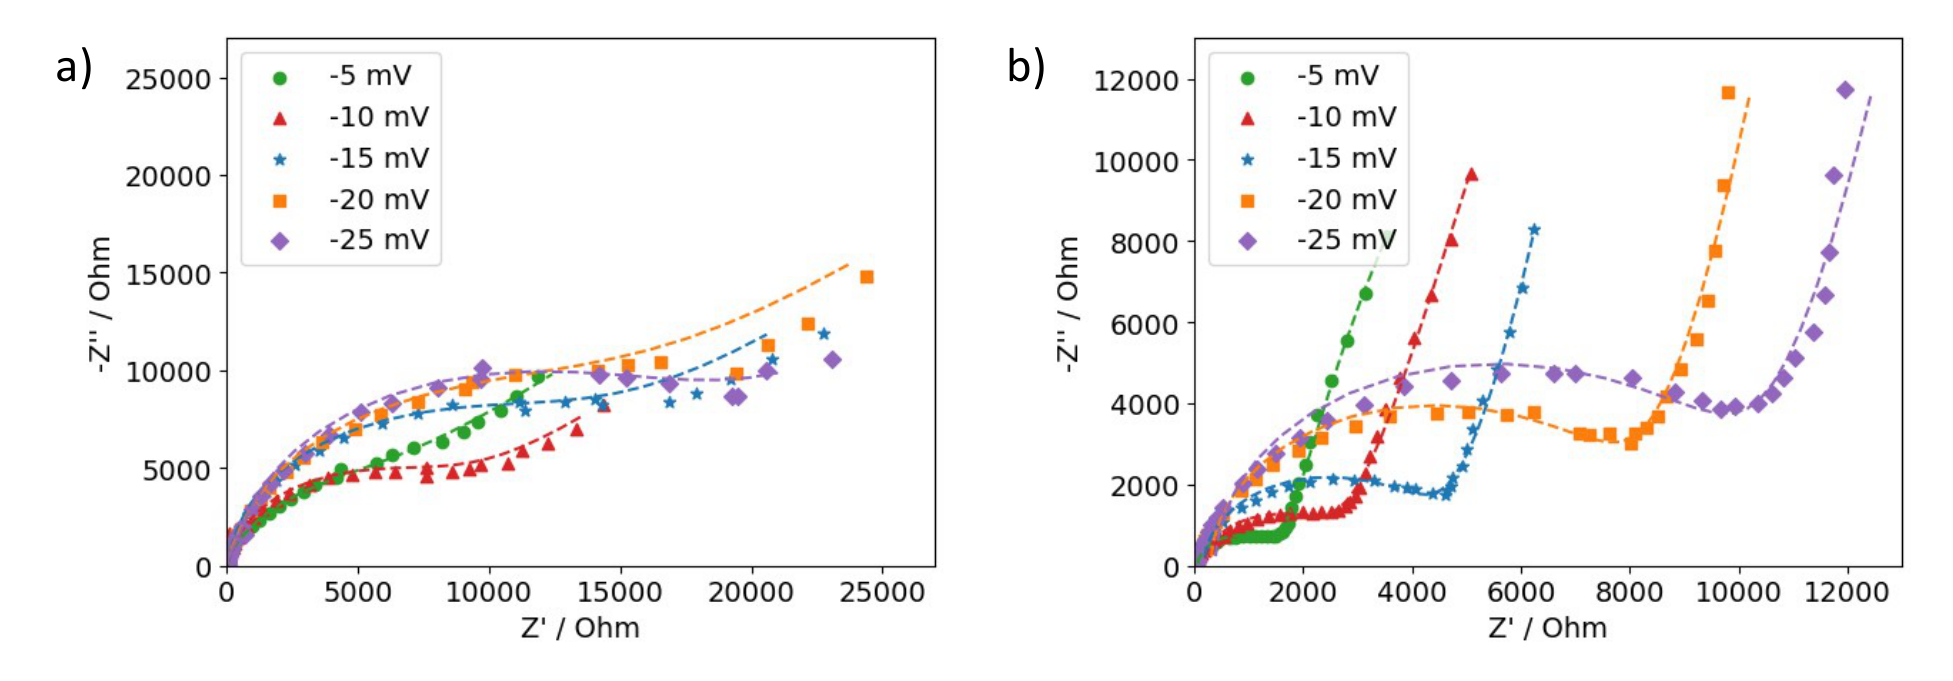 a)
25000
20000
15000
10000
5000
0
-Z'' / Ohm
-5 mV
-10 mV
-15 mV
-20 mV
-25 mV
0 5000 10000 15000 20000 25000
Z' / Ohm
b)
12000
10000
8000
6000
4000
2000
0
-Z'' / Ohm
-5 mV
-10 mV
-15 mV
-20 mV
-25 mV
0 2000 4000 6000 8000 10000 12000
Z' / Ohm